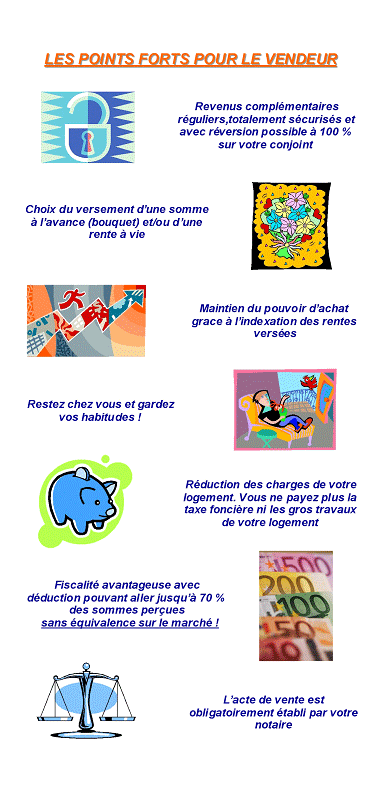 LES POINTS FORTS POUR LE VENDEUR
Revenus complémentaires
réguliers,totalement sécurisés et
avec réversion possible à 100 %
sur votre conjoint
Choix du versement d'une somme
à l'avance (bouquet) et/ou d'une
rente à vie
Maintien du pouvoir d'achat
grace à l'indexation des rentes
versées
Restez chez vous et gardez
vos habitudes !
Réduction des charges de votre
logement. Vous ne payez plus la
taxe foncière ni les gros travaux
de votre logement
500
200
100
50
Fiscalité avantageuse avec
déduction pouvant aller jusqu'à 70 %
des sommes perçues
sans équivalence sur le marché !
L'acte de vente est
obligatoirement établi par votre
notaire